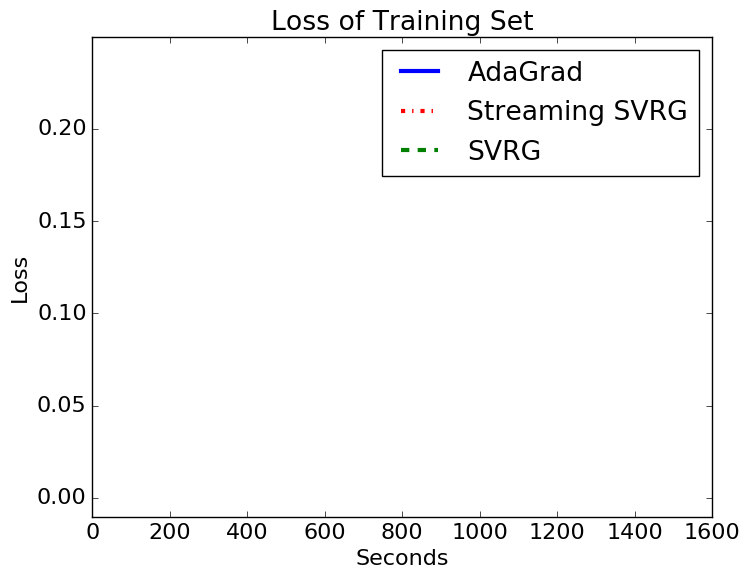 Loss of Training Set
AdaGrad
Streaming SVRG
SVRG
0.20
0.15
0.10
0.05
0.00
Loss
0 200 400 600 800 1000 1200 1400 1600
Seconds